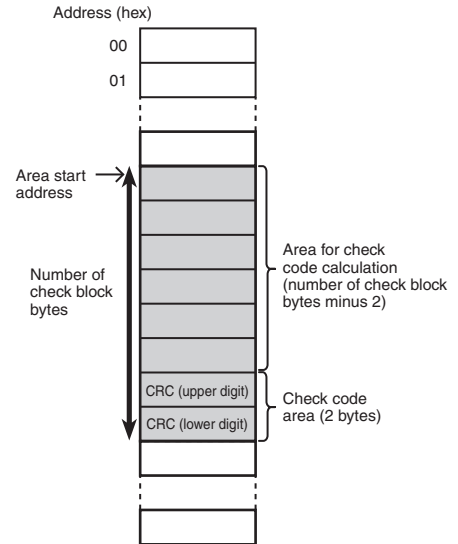 Address (hex)
00
01
Area start
address
Number of
check block
bytes
Area for check
code calculation
(number of check block
bytes minus 2)
CRC (upper digit)
CRC (lower digit)
Check code
area (2 bytes)